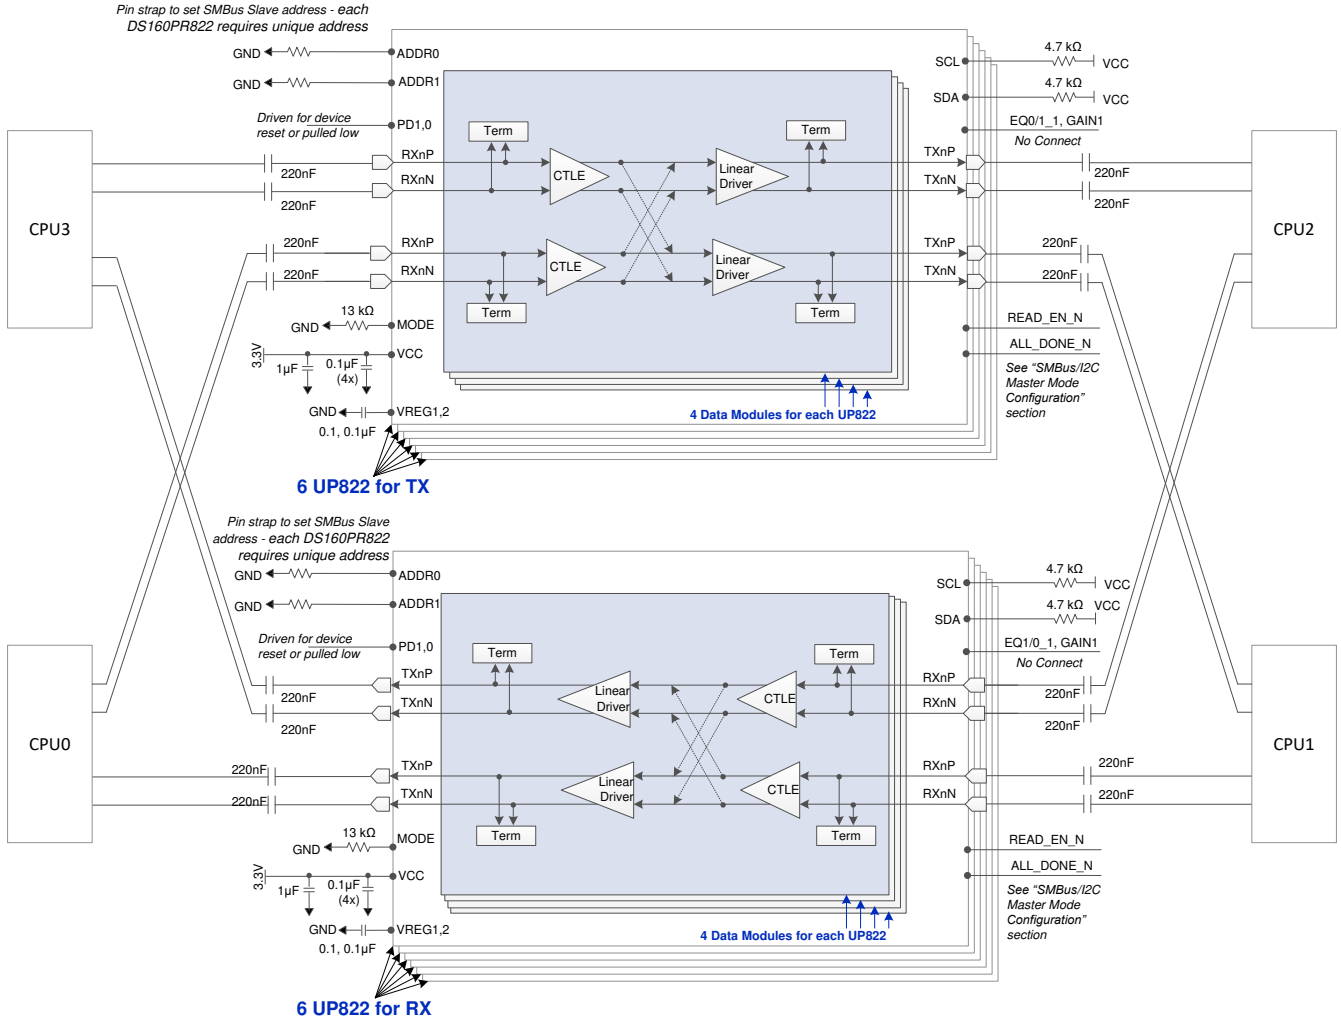 Pin strap to set SMBus Slave address - each
DS160PR822 requires unique address
GND
ADDR0
GND
ADDR1
Driven for device
reset or pulled low
PD1,0
SCL
4.7 kΩ
VCC
SDA
4.7 kΩ
VCC
EQ0/1_1, GAIN1
No Connect
CPU3
220nF
220nF
RXnP
RXnN
Term
CTLE
Linear
Driver
Term
TXnP
TXnN
220nF
220nF
CPU2
220nF
220nF
RXnP
RXnN
CTLE
Term
Linear
Driver
Term
TXnP
TXnN
220nF
220nF
GND
13 kΩ
MODE
3.3V
1µF
0.1µF
(4x)
VCC
GND
VREG1,2
0.1, 0.1µF
READ_EN_N
ALL_DONE_N
See “SMBus/I2C
Master Mode
Configuration”
section
4 Data Modules for each UP822
6 UP822 for TX
Pin strap to set SMBus Slave
address - each DS160PR822
requires unique address
GND
ADDR0
GND
ADDR1
Driven for device
reset or pulled low
PD1,0
SCL
4.7 kΩ
VCC
SDA
4.7 kΩ
VCC
EQ1/0_1, GAIN1
No Connect
220nF
220nF
TXnP
TXnN
Term
Linear
Driver
CTLE
Term
RXnP
RXnN
220nF
220nF
CPU0
220nF
220nF
TXnP
TXnN
Term
Linear
Driver
CTLE
Term
RXnP
RXnN
220nF
220nF
CPU1
GND
13 kΩ
MODE
3.3V
1µF
0.1µF
(4x)
VCC
GND
VREG1,2
0.1, 0.1µF
READ_EN_N
ALL_DONE_N
See “SMBus/I2C
Master Mode
Configuration”
section
4 Data Modules for each UP822
6 UP822 for RX